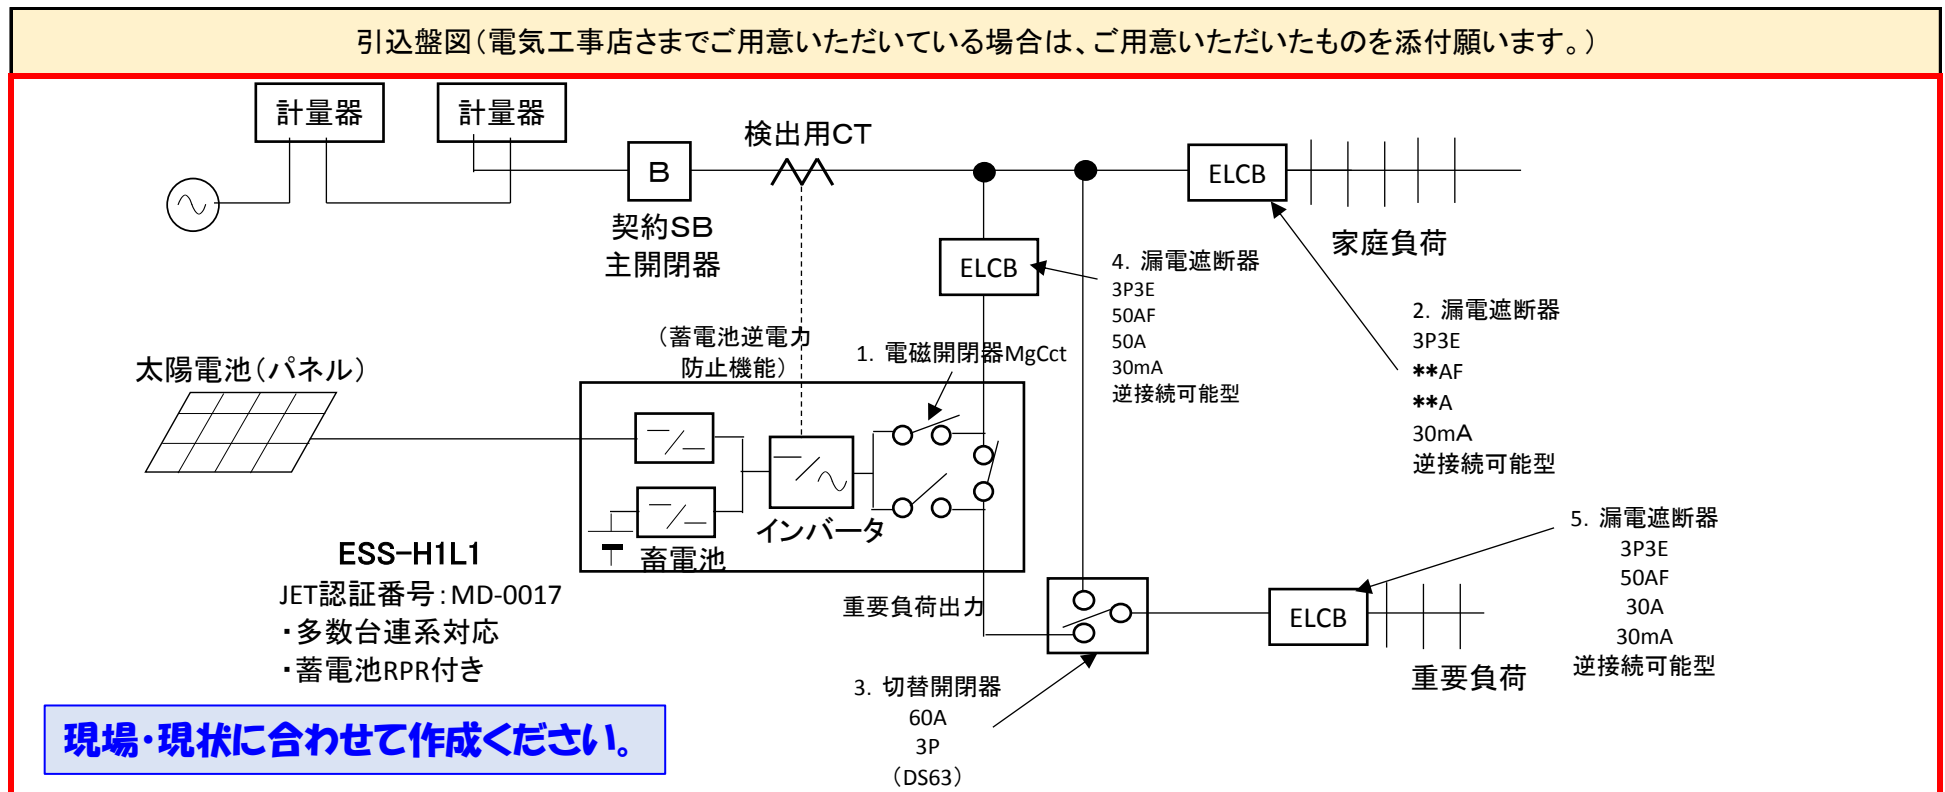 引込盤図(電気工事店さまでご用意いただいている場合は、ご用意いただいたものを添付願います。)
計量器
計量器
検出用CT
B
ELCB
契約SB
主開閉器
家庭負荷
ELCB
4. 漏電遮断器
3P3E
50AF
50A
30mA
逆接続可能型
2. 漏電遮断器
3P3E
**AF
**A
30mA
逆接続可能型
(蓄電池逆電力
防止機能)
1. 電磁開閉器MgCct
太陽電池(パネル)
インバータ
蓄電池
ESS-H1L1
JET認証番号:MD-0017
・多数台連系対応
・蓄電池RPR付き
重要負荷出力
5. 漏電遮断器
3P3E
50AF
30A
30mA
逆接続可能型
ELCB
重要負荷
3. 切替開閉器
60A
3P
(DS63)
現場・現状に合わせて作成ください。